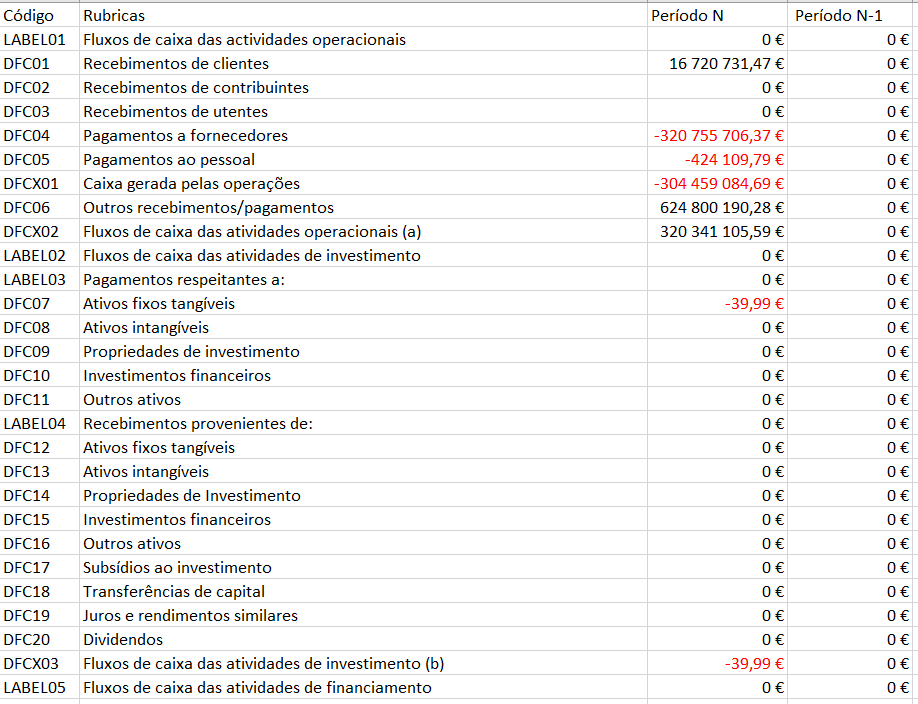 Código Rubricas Período N Período N-1
LABEL01 Fluxos de caixa das actividades operacionais 0 € 0 €
DFC01 Recebimentos de clientes 16 720 731,47 € 0 €
DFC02 Recebimentos de contribuintes 0 € 0 €
DFC03 Recebimentos de utentes 0 € 0 €
DFC04 Pagamentos a fornecedores -320 755 706,37 € 0 €
DFC05 Pagamentos ao pessoal -424 109,79 € 0 €
DFCX01 Caixa gerada pelas operações -304 459 084,69 € 0 €
DFC06 Outros recebimentos/pagamentos 624 800 190,28 € 0 €
DFCX02 Fluxos de caixa das atividades operacionais (a) 320 341 105,59 € 0 €
LABEL02 Fluxos de caixa das atividades de investimento 0 € 0 €
LABEL03 Pagamentos respeitantes a: 0 € 0 €
DFC07 Ativos fixos tangíveis -39,99 € 0 €
DFC08 Ativos intangíveis 0 € 0 €
DFC09 Propriedades de investimento 0 € 0 €
DFC10 Investimentos financeiros 0 € 0 €
DFC11 Outros ativos 0 € 0 €
LABEL04 Recebimentos provenientes de: 0 € 0 €
DFC12 Ativos fixos tangíveis 0 € 0 €
DFC13 Ativos intangíveis 0 € 0 €
DFC14 Propriedades de Investimento 0 € 0 €
DFC15 Investimentos financeiros 0 € 0 €
DFC16 Outros ativos 0 € 0 €
DFC17 Subsídios ao investimento 0 € 0 €
DFC18 Transferências de capital 0 € 0 €
DFC19 Juros e rendimentos similares 0 € 0 €
DFC20 Dividendos 0 € 0 €
DFCX03 Fluxos de caixa das atividades de investimento (b) -39,99 € 0 €
LABEL05 Fluxos de caixa das atividades de financiamento 0 € 0 €